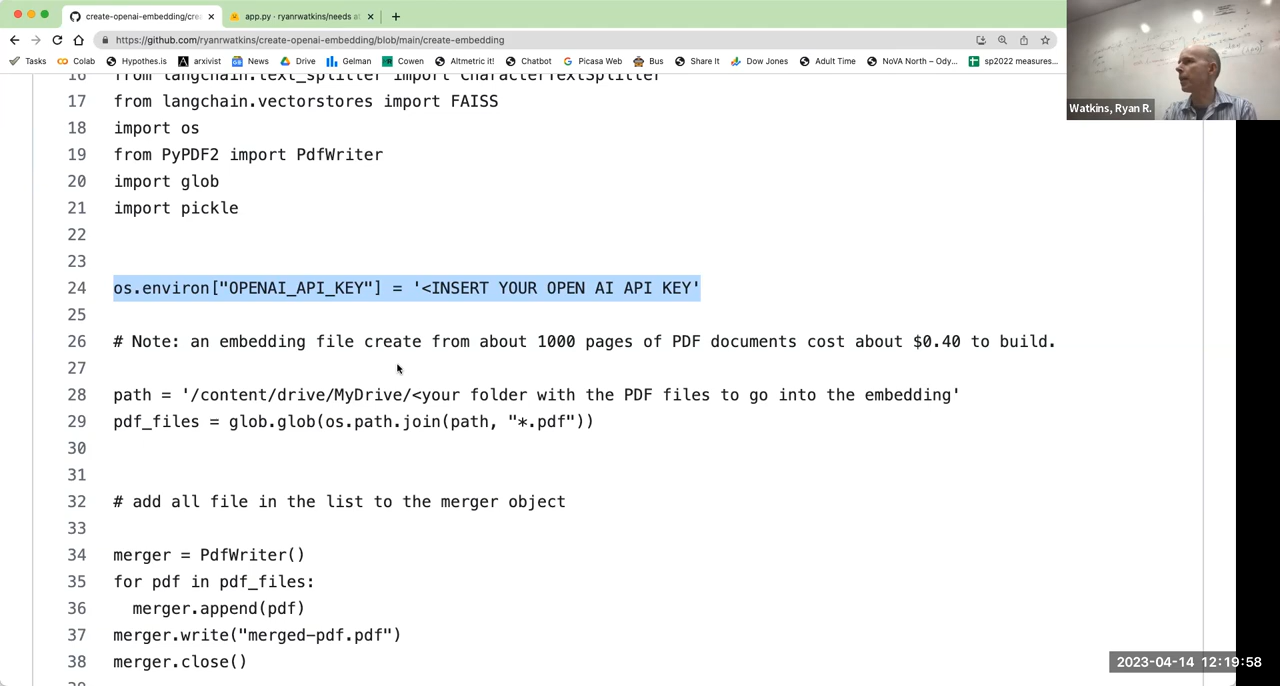 create-openai-embedding/cre
app.py · ryanrwatkins/needs a
https://github.com/ryanrwatkins/create-openai-embedding/blob/main/create-embedding
Tasks Colab Hypothes.is arxivist News Drive Gelman Cowen Altmetric it! Chatbot Picasa Web Bus Share It Dow Jones Adult Time NoVA North – Ody... sp2022 measures...
Watkins, Ryan R.
16 from langchain.text_splitter import CharacterTextSplitter
17 from langchain.vectorstores import FAISS
18 import os
19 from PyPDF2 import PdfWriter
20 import glob
21 import pickle
22
23
24 os.environ["OPENAI_API_KEY"] = '<INSERT YOUR OPEN AI API KEY'
25
26 # Note: an embedding file create from about 1000 pages of PDF documents cost about $0.40 to build.
27
28 path = '/content/drive/MyDrive/<your folder with the PDF files to go into the embedding'
29 pdf_files = glob.glob(os.path.join(path, "*.pdf"))
30
31
32 # add all file in the list to the merger object
33
34 merger = PdfWriter()
35 for pdf in pdf_files:
36 merger.append(pdf)
37 merger.write("merged-pdf.pdf")
38 merger.close()
2023-04-14 12:19:58